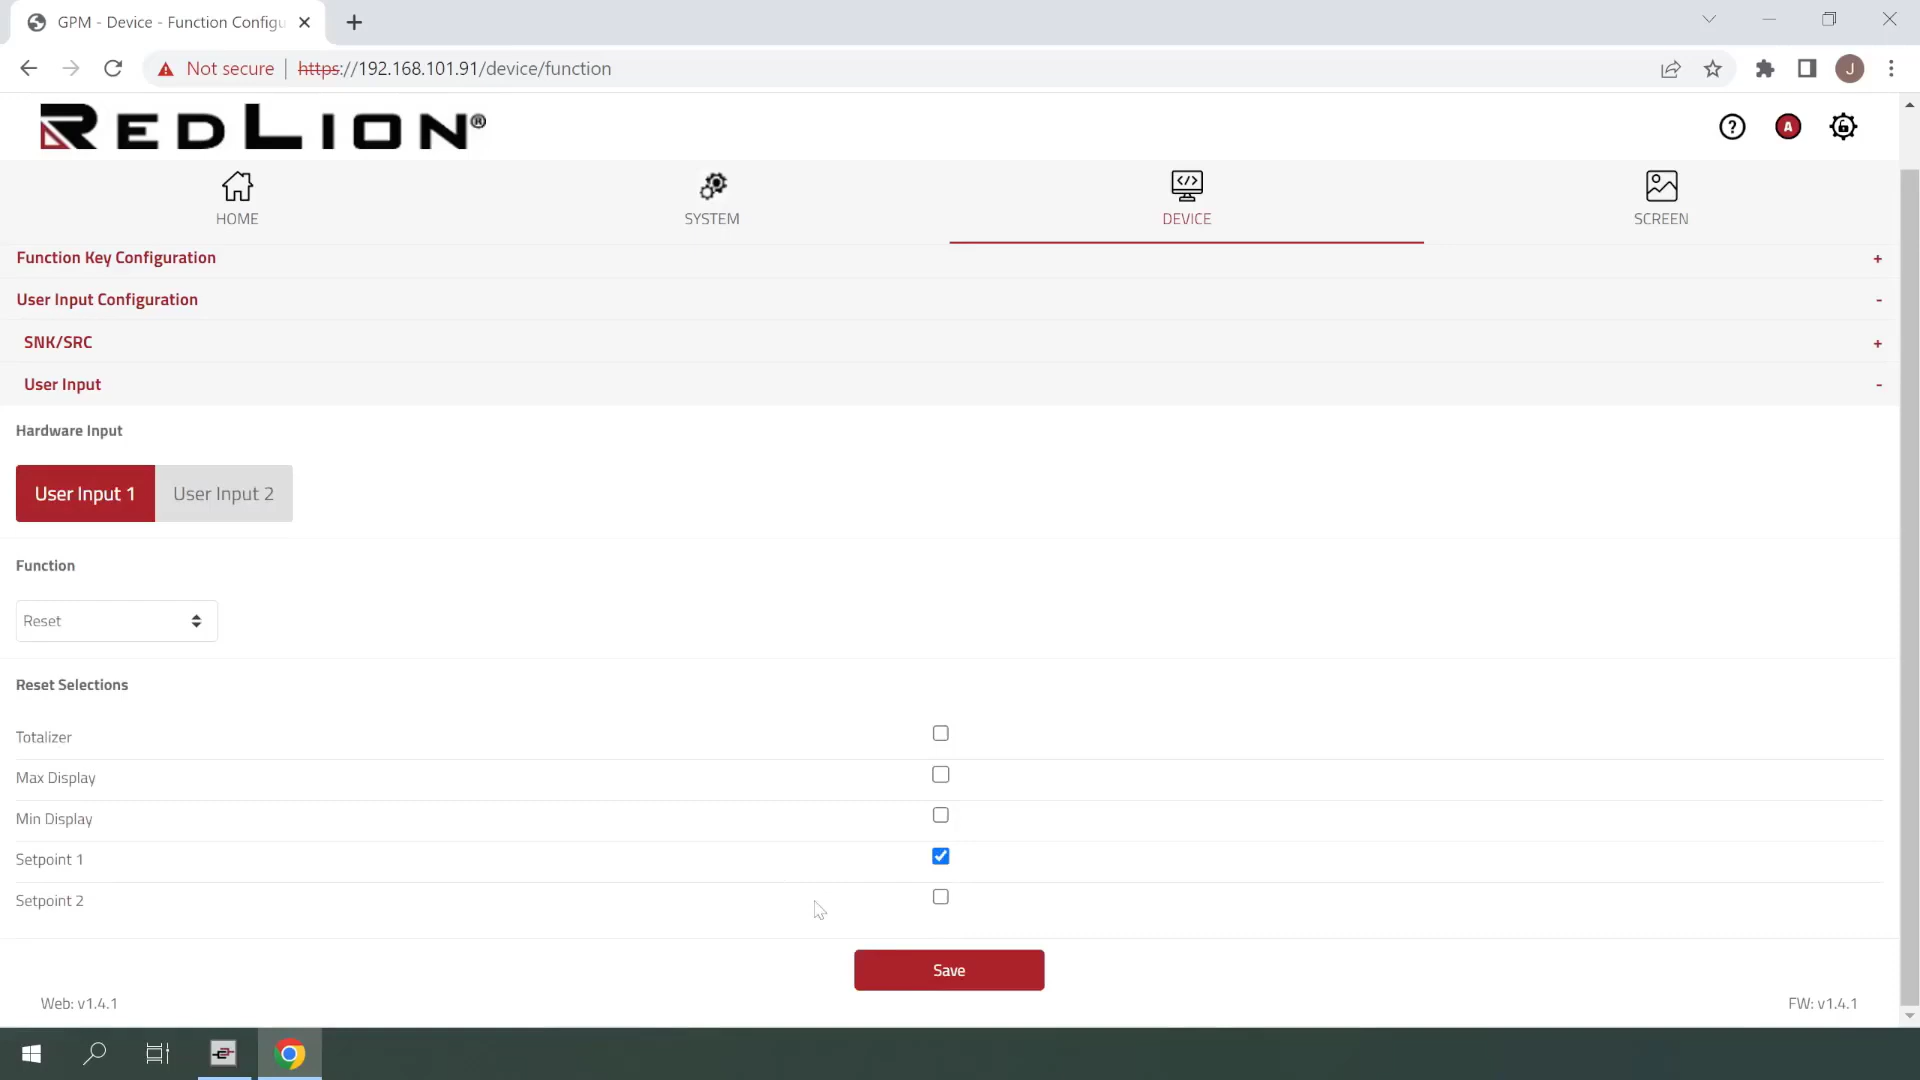 GPM - Device - Function Configu
Not secure | https://192.168.101.91/device/function
J
REDLION®
?
A
HOME
SYSTEM
DEVICE
SCREEN
Function Key Configuration +
User Input Configuration -
SNK/SRC +
User Input -
Hardware Input
User Input 1
User Input 2
Function
Reset
Reset Selections
Totalizer
Max Display
Min Display
Setpoint 1
Setpoint 2
Save
Web: v1.4.1
FW: v1.4.1